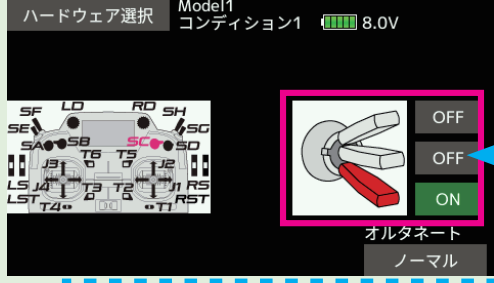 ハードウェア選択
Model1
コンディション1 8.0V
SF LD RD SH
SE SG
SA SB SC SD
J3 T6 T5 J2
LS J4 T3 T2 J1 RS
LST T4 T1 RST
OFF
OFF
ON
オルタネート
ノーマル